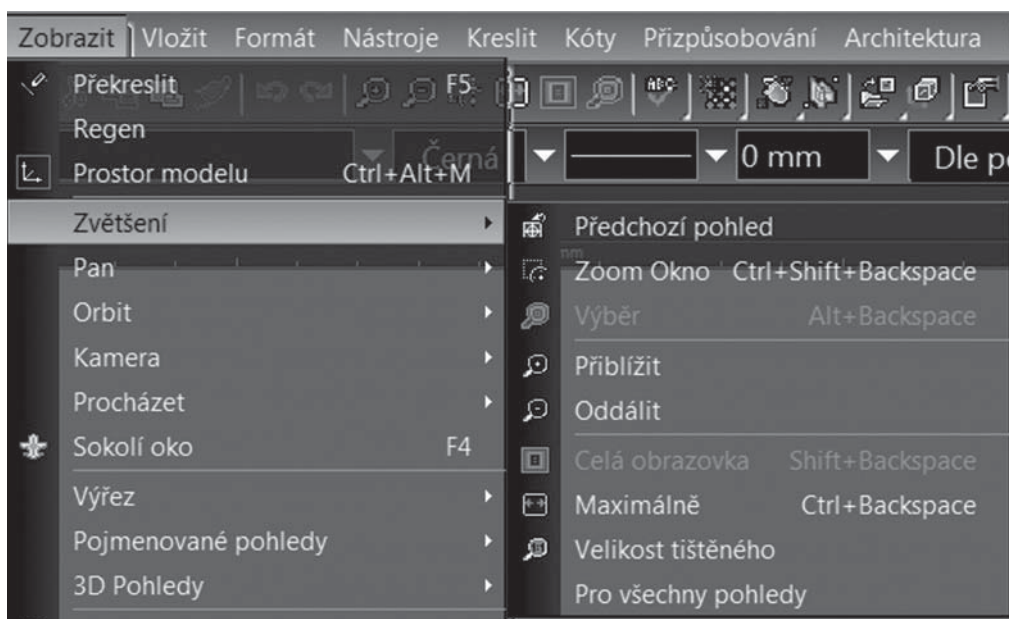 Zobrazit Vložit Formát Nástroje Kreslit Kóty Přizpůsobování Architektura
Překreslit F5
Regen
Černá 0 mm Dle
Prostor modelu Ctrl+Alt+M
Zvětšení
Pan
Orbit
Kamera
Procházet
Sokolí oko F4
Výřez
Pojmenované pohledy
3D Pohledy
Předchozí pohled
Zoom Okno Ctrl+Shift+Backspace
Výběr Alt+Backspace
Přiblížit
Oddálit
Celá obrazovka Shift+Backspace
Maximálně Ctrl+Backspace
Velikost tištěného
Pro všechny pohledy